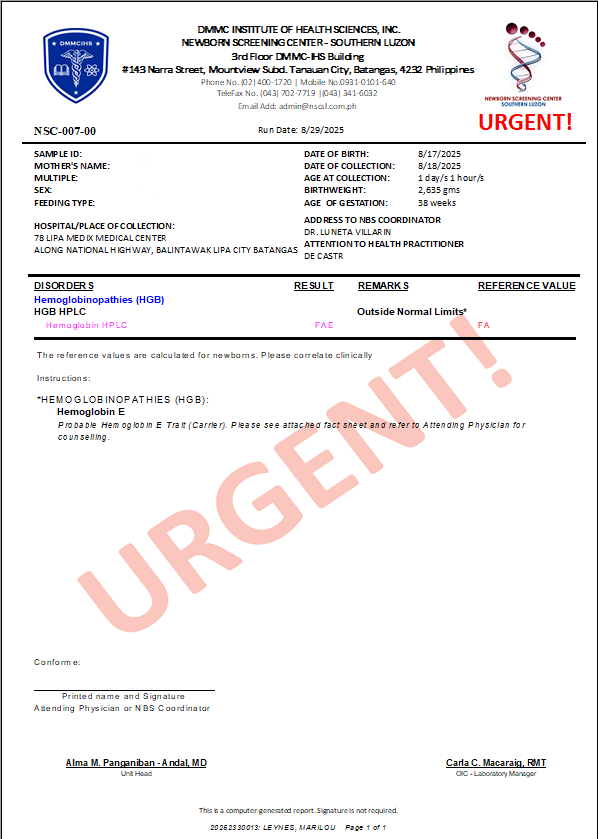 DMMCIHS
DMMC INSTITUTE OF HEALTH SCIENCES, INC.
NEWBORN SCREENING CENTER - SOUTHERN LUZON
3rd Floor DMMC-IHS Building
#143 Narra Street, Mountview Subd. Tanauan City, Batangas, 4232 Philippines
Phone No. (02) 400-1720 | Mobile No.0931-0101-640
TeleFax No. (043) 702-7719 |(043) 341-6032
Email Add: admin@nscsl.com.ph
NEWBORN SCREENING CENTER
SOUTHERN LUZON
URGENT!
NSC-007-00
Run Date: 8/29/2025
SAMPLE ID:
MOTHER'S NAME:
MULTIPLE:
SEX:
FEEDING TYPE:
DATE OF BIRTH: 8/17/2025
DATE OF COLLECTION: 8/18/2025
AGE AT COLLECTION: 1 day/s 1 hour/s
BIRTHWEIGHT: 2,635 gms
AGE OF GESTATION: 38 weeks
HOSPITAL/PLACE OF COLLECTION:
78 LIPA MEDIX MEDICAL CENTER
ALONG NATIONAL HIGHWAY, BALINTAWAK LIPA CITY BATANGAS
ADDRESS TO NBS COORDINATOR
DR. LUNETA VILLARIN
ATTENTION TO HEALTH PRACTITIONER
DE CASTR
DISORDERS RESULT REMARKS REFERENCE VALUE
Hemoglobinopathies (HGB)
HGB HPLC Outside Normal Limits*
Hemoglobin HPLC FAE FA
The reference values are calculated for newborns. Please correlate clinically
Instructions:
*HEMOGLOBINOPATHIES (HGB):
Hemoglobin E
Probable Hemoglobin E Trait (Carrier). Please see attached fact sheet and refer to Attending Physician for
counselling.
URGENT!
Conforme:
Printed name and Signature
Attending Physician or NBS Coordinator
Alma M. Panganiban - Andal, MD
Unit Head
Carla C. Macaraig, RMT
OIC - Laboratory Manager
This is a computer-generated report. Signature is not required.
20252330013: LEYNES, MARILOU Page 1 of 1